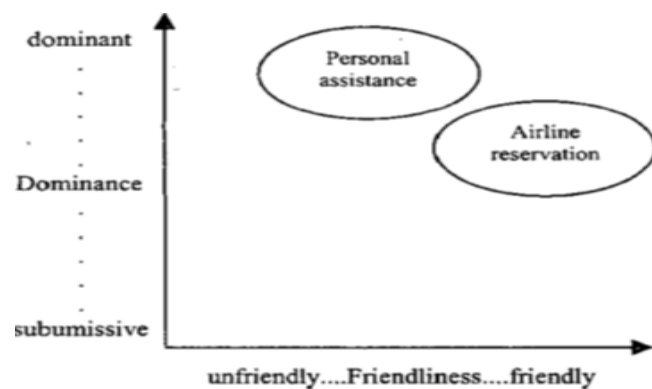 dominant
Personal
assistance
Airline
reservation
Dominance
subumissive
unfriendly....Friendliness....friendly